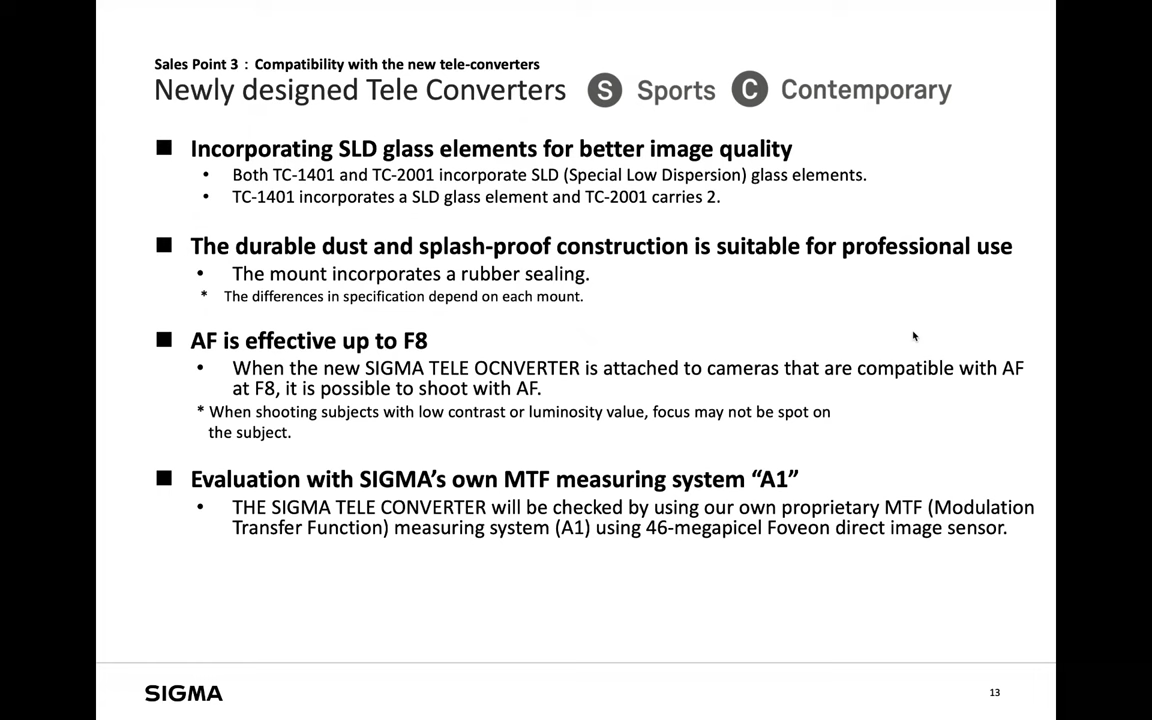 Sales Point 3 : Compatibility with the new tele-converters
Newly designed Tele Converters S Sports C Contemporary
■ Incorporating SLD glass elements for better image quality
• Both TC-1401 and TC-2001 incorporate SLD (Special Low Dispersion) glass elements.
• TC-1401 incorporates a SLD glass element and TC-2001 carries 2.
■ The durable dust and splash-proof construction is suitable for professional use
• The mount incorporates a rubber sealing.
* The differences in specification depend on each mount.
■ AF is effective up to F8
• When the new SIGMA TELE OCNVERTER is attached to cameras that are compatible with AF
at F8, it is possible to shoot with AF.
* When shooting subjects with low contrast or luminosity value, focus may not be spot on
the subject.
■ Evaluation with SIGMA’s own MTF measuring system “A1”
• THE SIGMA TELE CONVERTER will be checked by using our own proprietary MTF (Modulation
Transfer Function) measuring system (A1) using 46-megapicel Foveon direct image sensor.
SIGMA
13